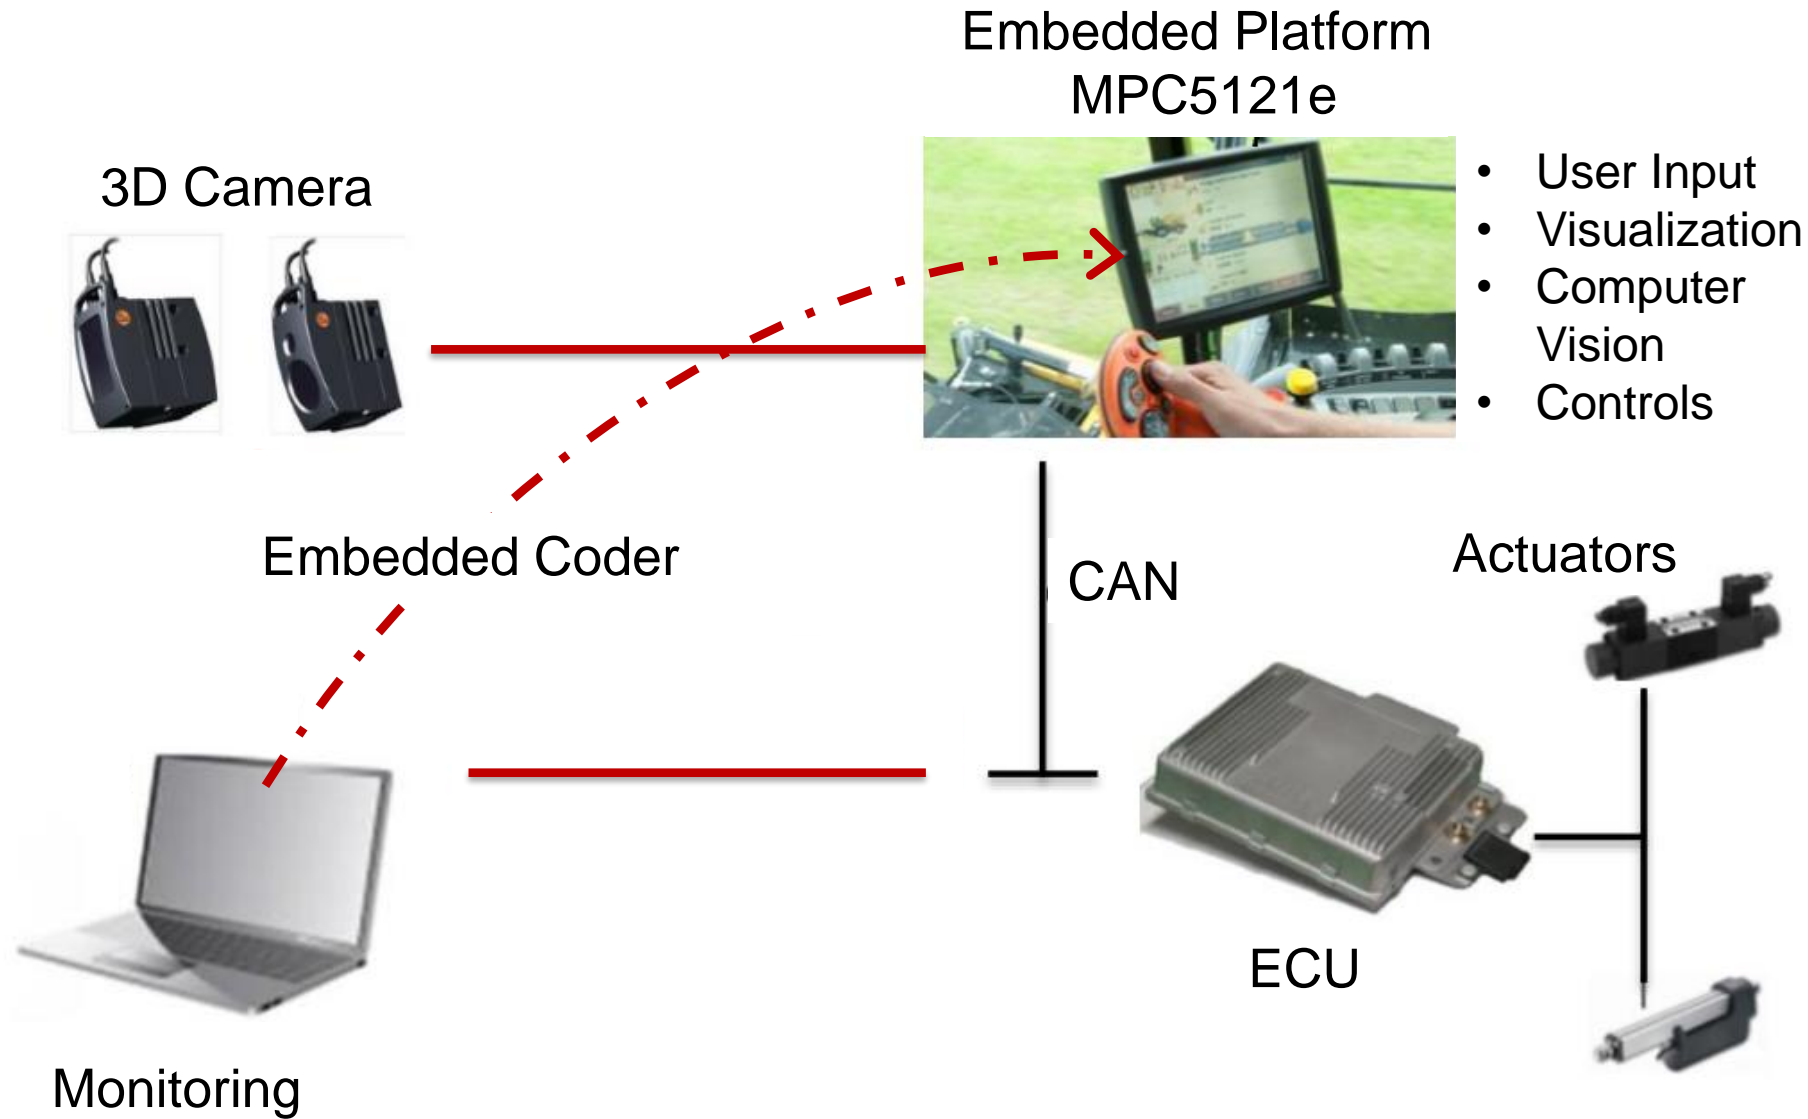 Embedded Platform
MPC5121e
3D Camera
• User Input
• Visualization
• Computer
Vision
• Controls
Embedded Coder
CAN
Actuators
ECU
Monitoring